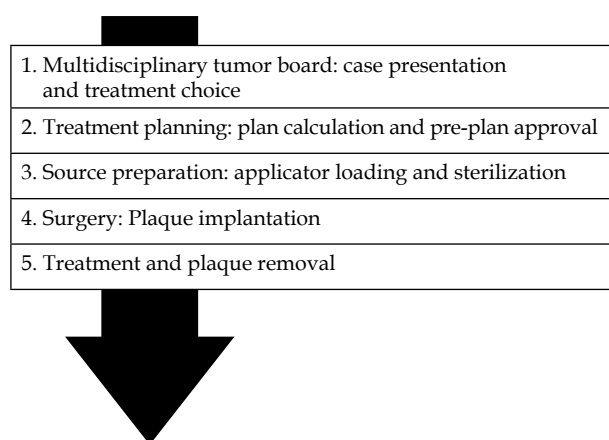 1. Multidisciplinary tumor board: case presentation
and treatment choice
2. Treatment planning: plan calculation and pre-plan approval
3. Source preparation: applicator loading and sterilization
4. Surgery: Plaque implantation
5. Treatment and plaque removal